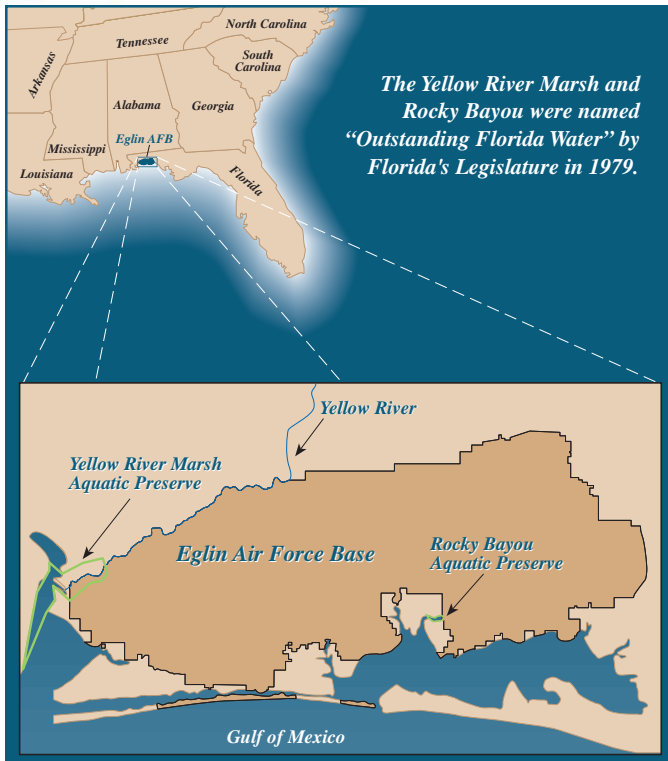 North Carolina
Tennessee
South
Carolina
Arkansas
Alabama
Georgia
Eglin AFB
Mississippi
Louisiana
Florida
The Yellow River Marsh and
Rocky Bayou were named
“Outstanding Florida Water” by
Florida's Legislature in 1979.
Yellow River
Yellow River Marsh
Aquatic Preserve
Eglin Air Force Base
Rocky Bayou
Aquatic Preserve
Gulf of Mexico